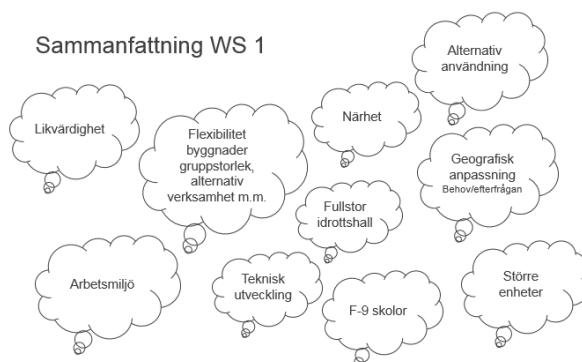 Sammanfattning WS 1
Alternativ
användning
Likvärdighet
Flexibilitet
byggnader
gruppstorlek,
alternativ
verksamhet m.m.
Närhet
Geografisk
anpassning
Behov/efterfrågan
Fullstor
idrottshall
Arbetsmiljö
Teknisk
utveckling
F-9 skolor
Större
enheter